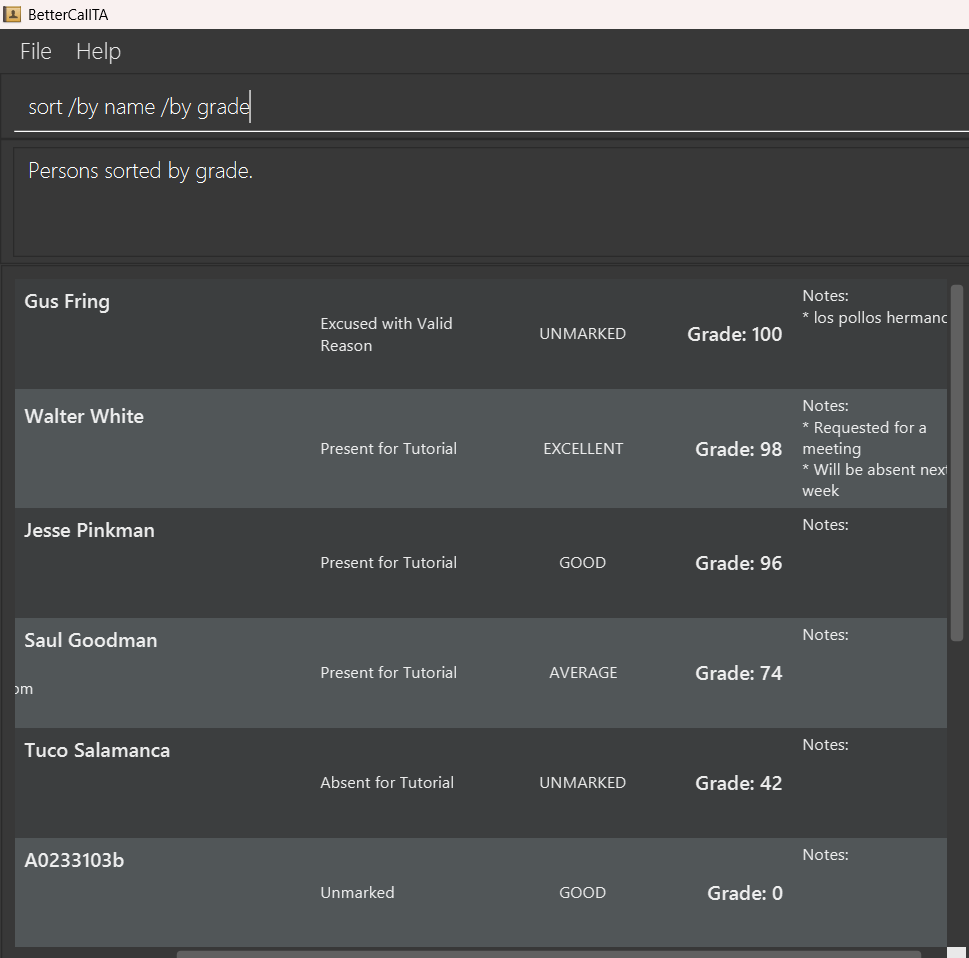 BetterCallTA
File Help
sort /by name /by grade
Persons sorted by grade.
Gus Fring
Excused with Valid
Reason
UNMARKED
Grade: 100
Notes:
* los pollos hermanc
Walter White
Present for Tutorial
EXCELLENT
Grade: 98
Notes:
* Requested for a
meeting
* Will be absent next
week
Jesse Pinkman
Present for Tutorial
GOOD
Grade: 96
Notes:
Saul Goodman
om
Present for Tutorial
AVERAGE
Grade: 74
Notes:
Tuco Salamanca
Absent for Tutorial
UNMARKED
Grade: 42
Notes:
A0233103b
Unmarked
GOOD
Grade: 0
Notes: